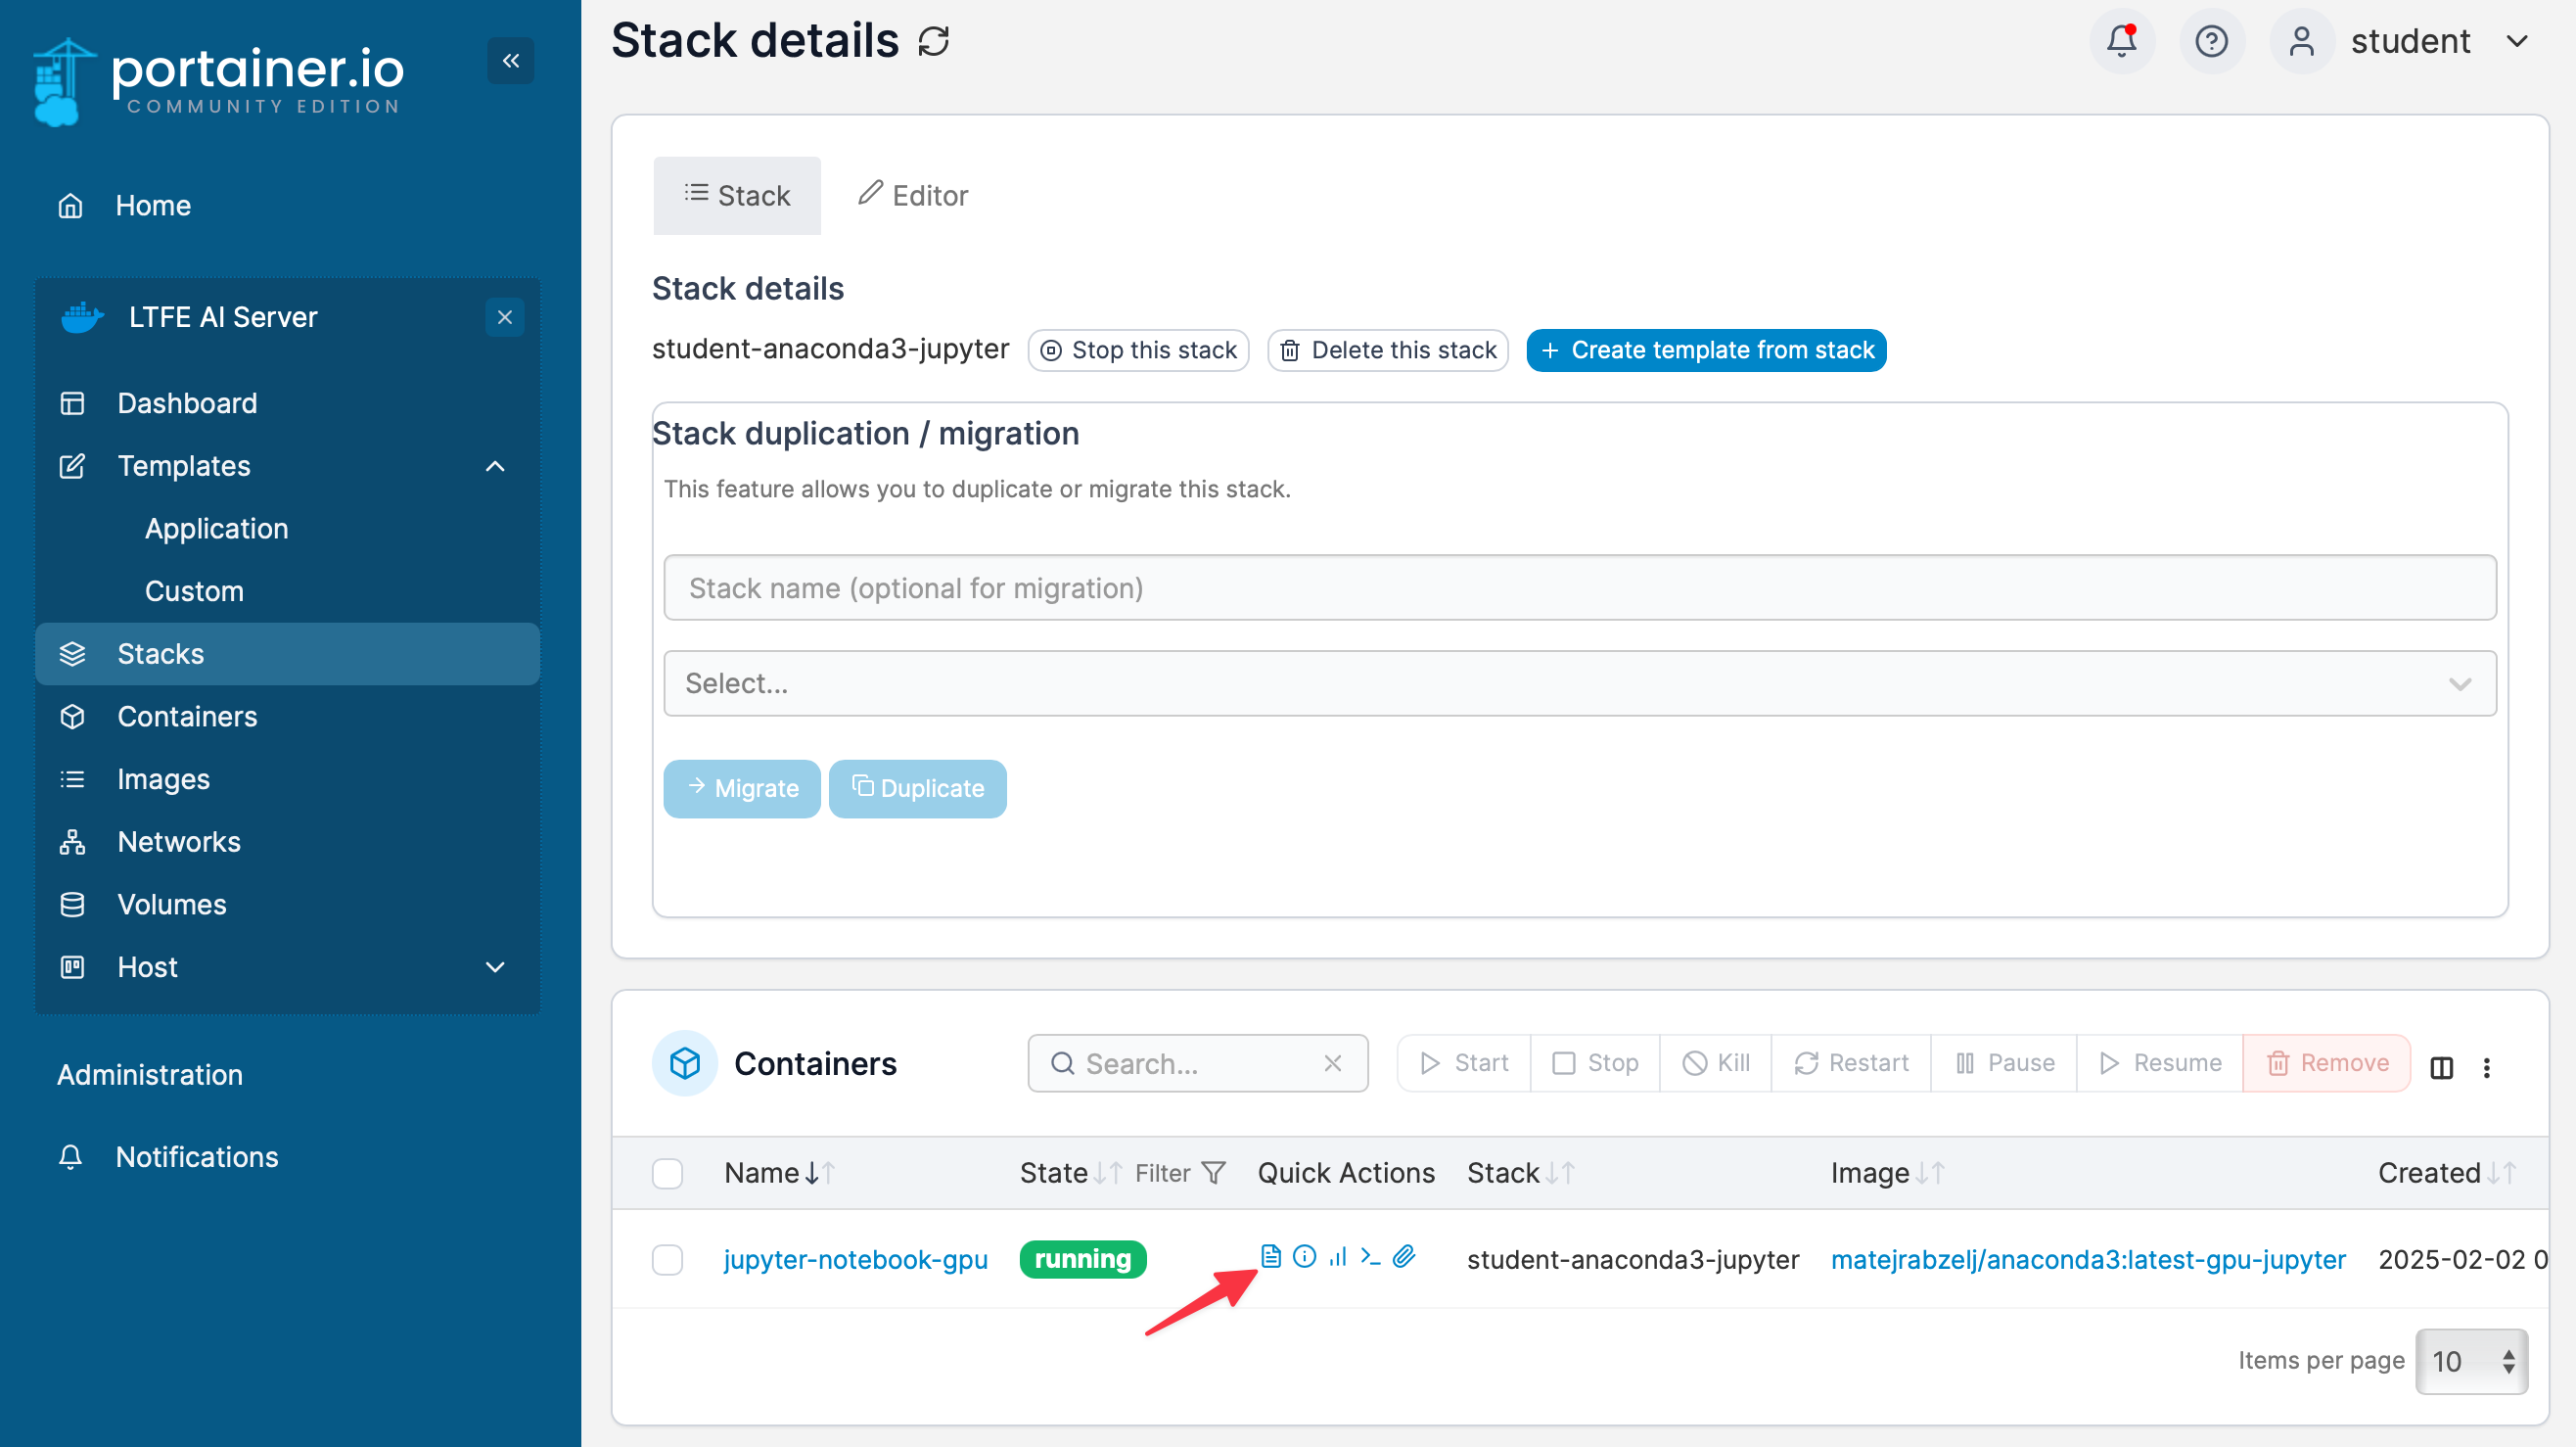 portainer.io
COMMUNITY EDITION
Home
LTFE AI Server
Dashboard
Templates
Application
Custom
Stacks
Containers
Images
Networks
Volumes
Host
Administration
Notifications
Stack details
student
Stack Editor
Stack details
student-anaconda3-jupyter Stop this stack Delete this stack + Create template from stack
Stack duplication / migration
This feature allows you to duplicate or migrate this stack.
Stack name (optional for migration)
Select...
Migrate Duplicate
Containers Search... Start Stop Kill Restart Pause Resume Remove
Name State Filter Quick Actions Stack Image Created
jupyter-notebook-gpu running student-anaconda3-jupyter matejrabzelj/anaconda3:latest-gpu-jupyter 2025-02-02 0
Items per page 10